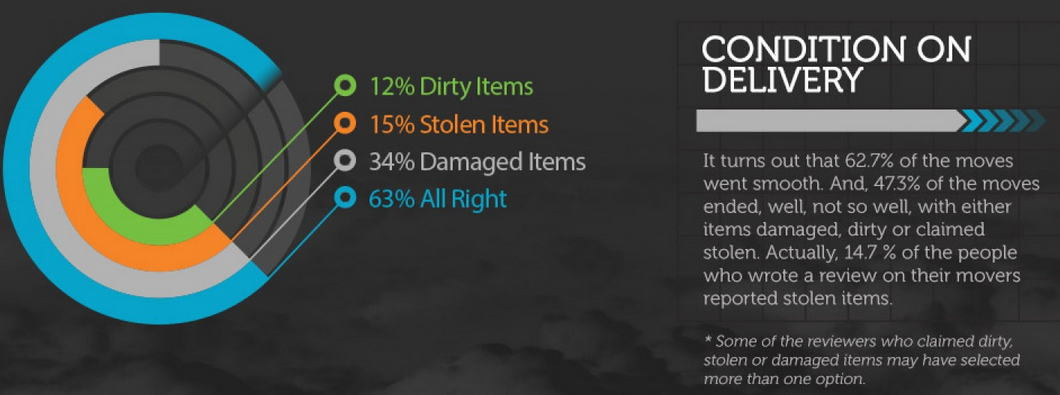 12% Dirty Items
15% Stolen Items
34% Damaged Items
63% All Right
CONDITION ON
DELIVERY
It turns out that 62.7% of the moves
went smooth. And, 47.3% of the moves
ended, well, not so well, with either
items damaged, dirty or claimed
stolen. Actually, 14.7 % of the people
who wrote a review on their movers
reported stolen items.
* Some of the reviewers who claimed dirty,
stolen or damaged items may have selected
more than one option.